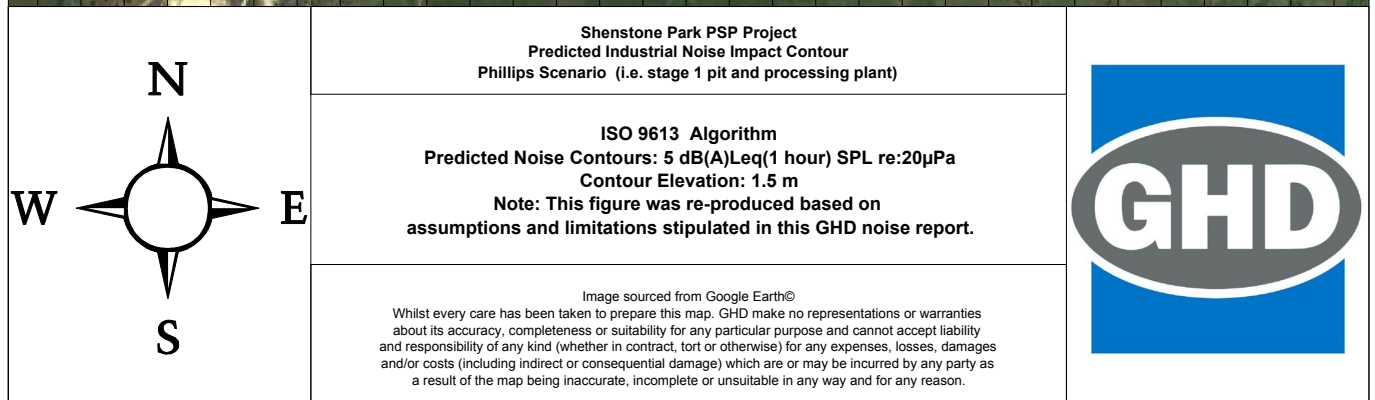 N
W
E
S
Shenstone Park PSP Project
Predicted Industrial Noise Impact Contour
Phillips Scenario (i.e. stage 1 pit and processing plant)
ISO 9613 Algorithm
Predicted Noise Contours: 5 dB(A)Leq(1 hour) SPL re:20µPa
Contour Elevation: 1.5 m
Note: This figure was re-produced based on
assumptions and limitations stipulated in this GHD noise report.
Image sourced from Google Earth©
Whilst every care has been taken to prepare this map. GHD make no representations or warranties
about its accuracy, completeness or suitability for any particular purpose and cannot accept liability
and responsibility of any kind (whether in contract, tort or otherwise) for any expenses, losses, damages
and/or costs (including indirect or consequential damage) which are or may be incurred by any party as
a result of the map being inaccurate, incomplete or unsuitable in any way and for any reason.
GHD